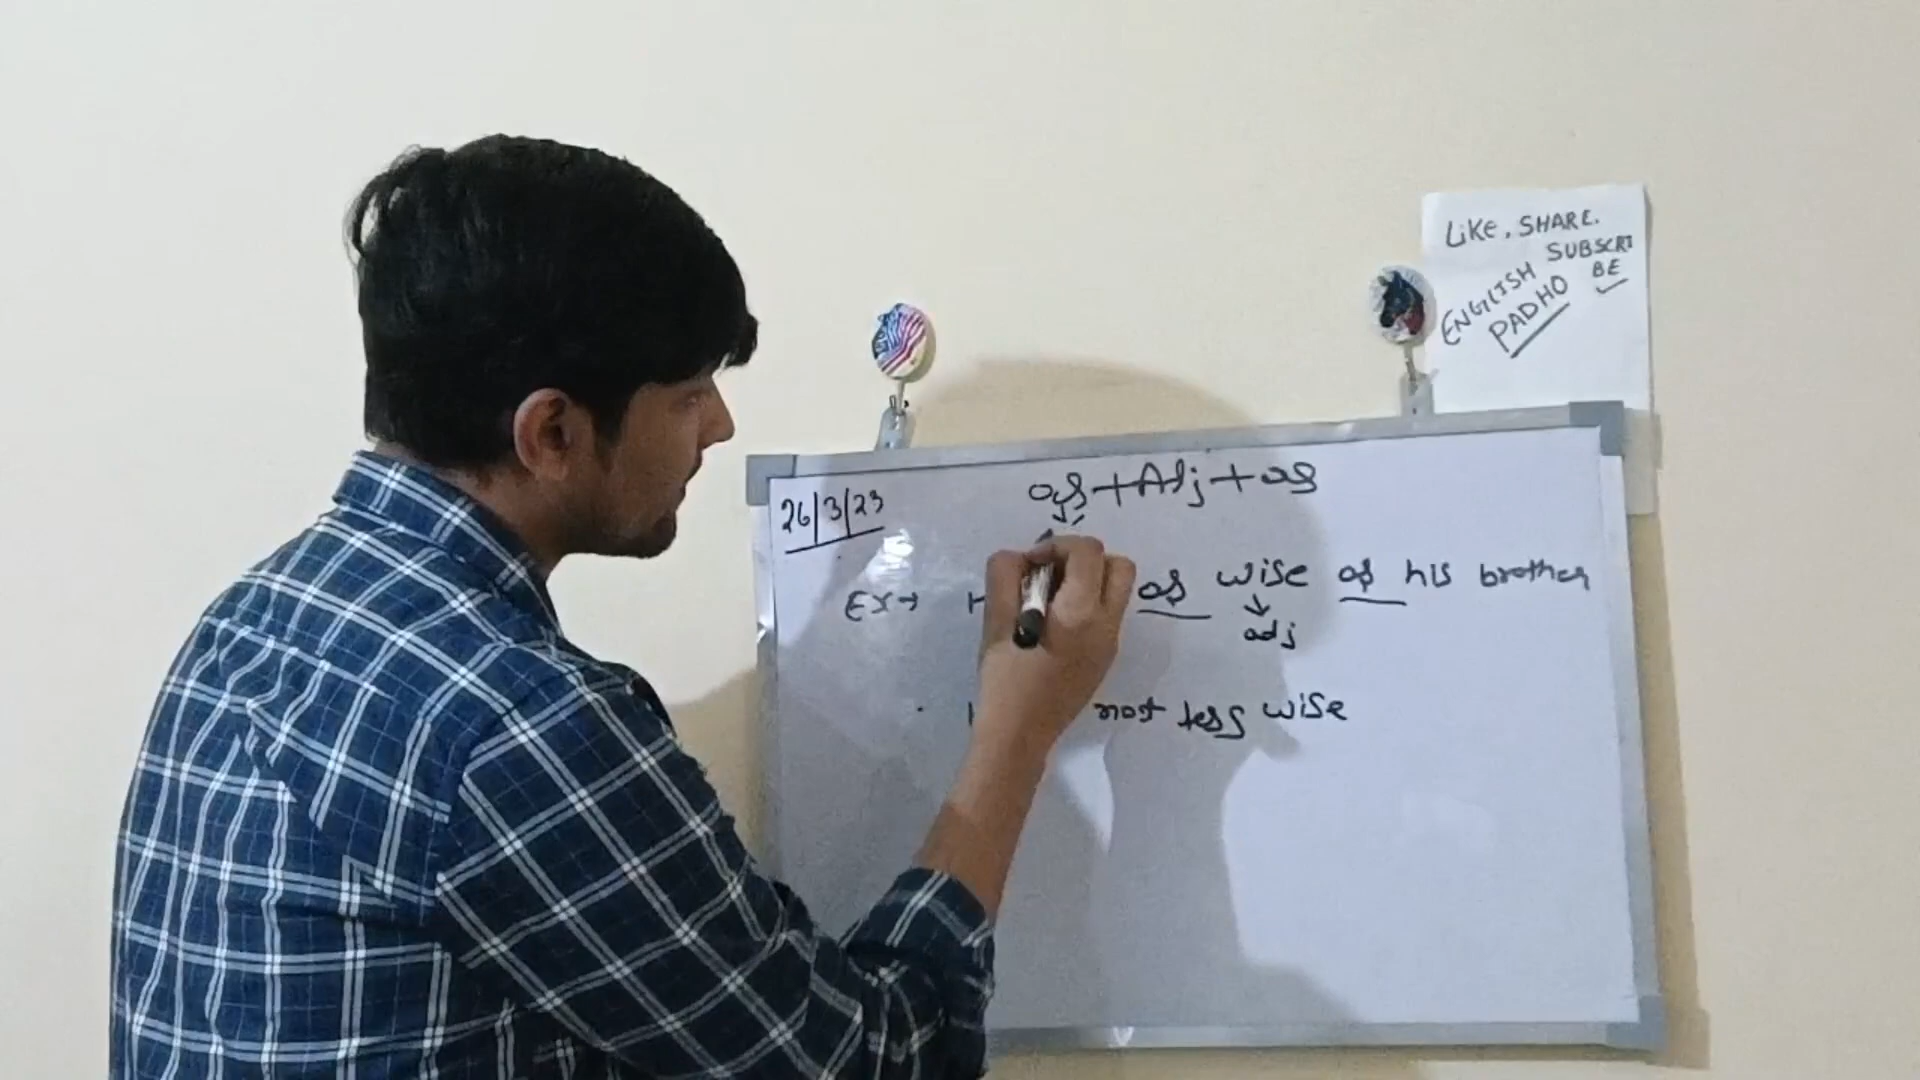 LIKE. SHARE.
SUBSCRI
BE
ENGLISH
PADHO
26/3/23
as + Adj + as
Ex→ as wise as his brother
adj
not less wise